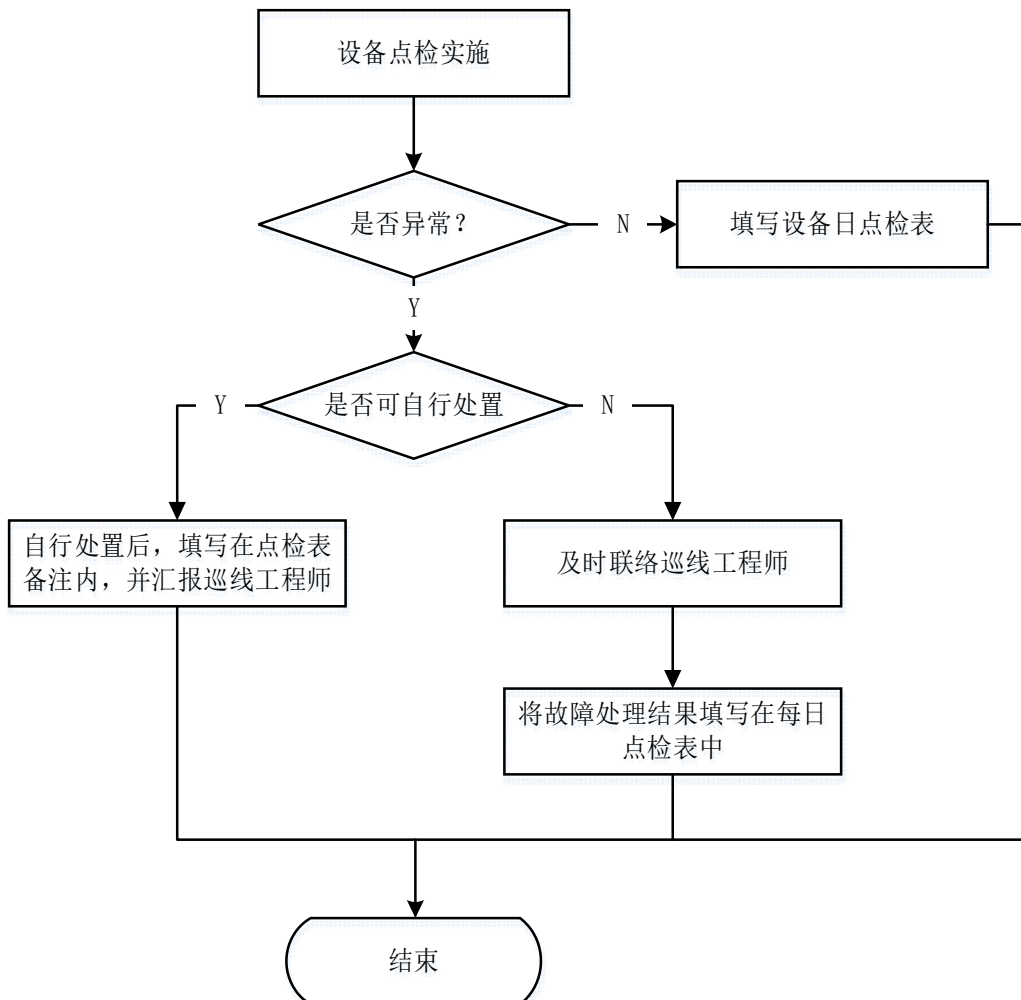 设备点检实施
是否异常？
N
填写设备日点检表
Y
Y
是否可自行处置
N
自行处置后，填写在点检表
备注内，并汇报巡线工程师
及时联络巡线工程师
将故障处理结果填写在每日
点检表中
结束